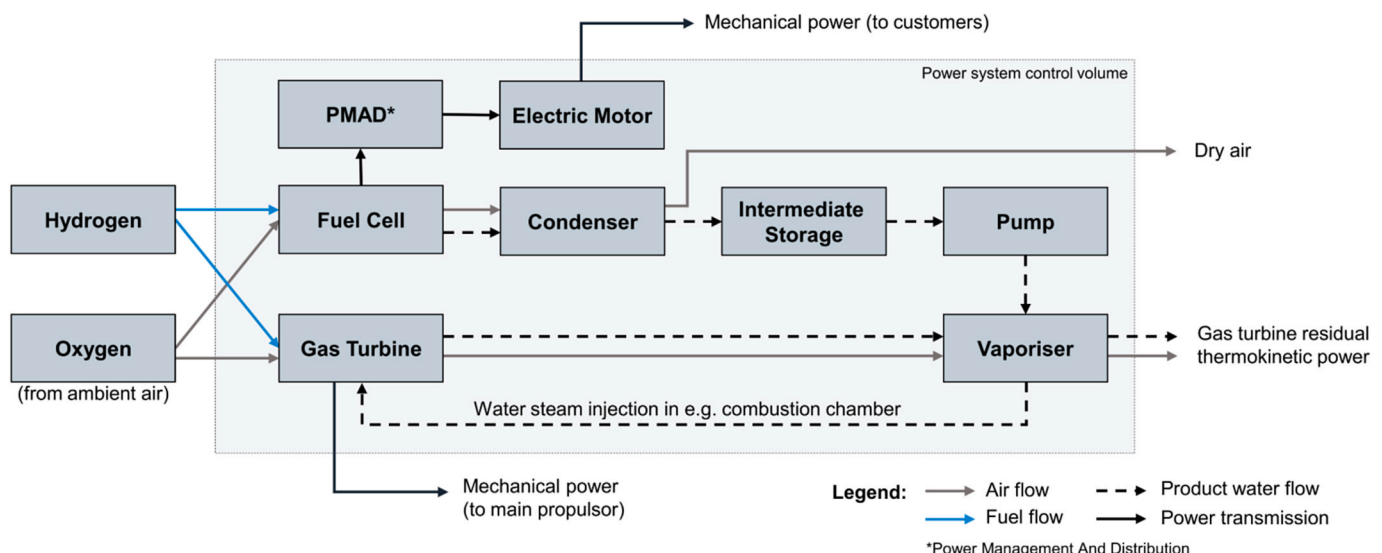 Mechanical power (to customers)
Power system control volume
PMAD*
Electric Motor
Dry air
Hydrogen
Fuel Cell
Condenser
Intermediate
Storage
Pump
Oxygen
(from ambient air)
Gas Turbine
Vaporiser
Gas turbine residual
thermokinetic power
Water steam injection in e.g. combustion chamber
Mechanical power
(to main propulsor)
Legend:
Air flow
Product water flow
Fuel flow
Power transmission
*Power Management And Distribution